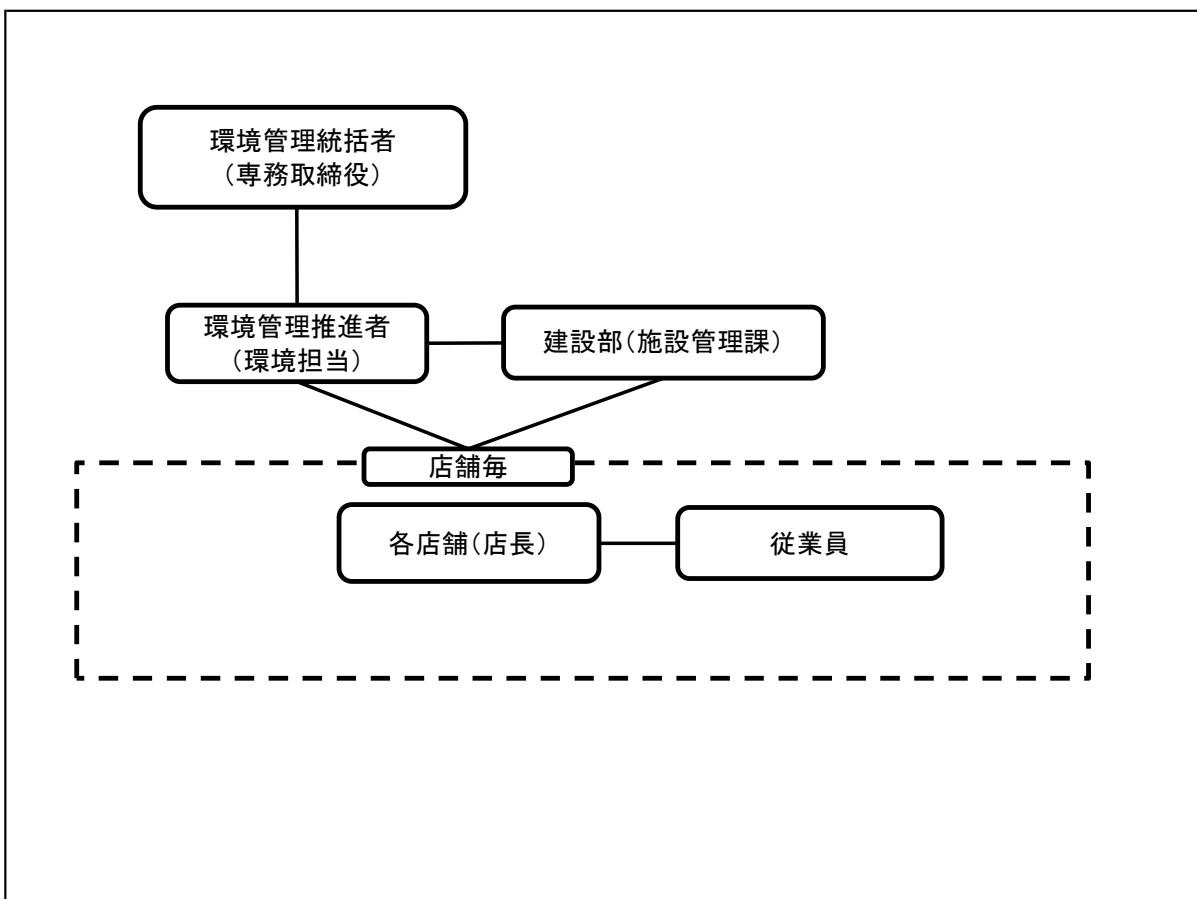 環境管理統括者
（専務取締役）
環境管理推進者
（環境担当）
建設部（施設管理課）
店舗毎
各店舗（店長）
従業員